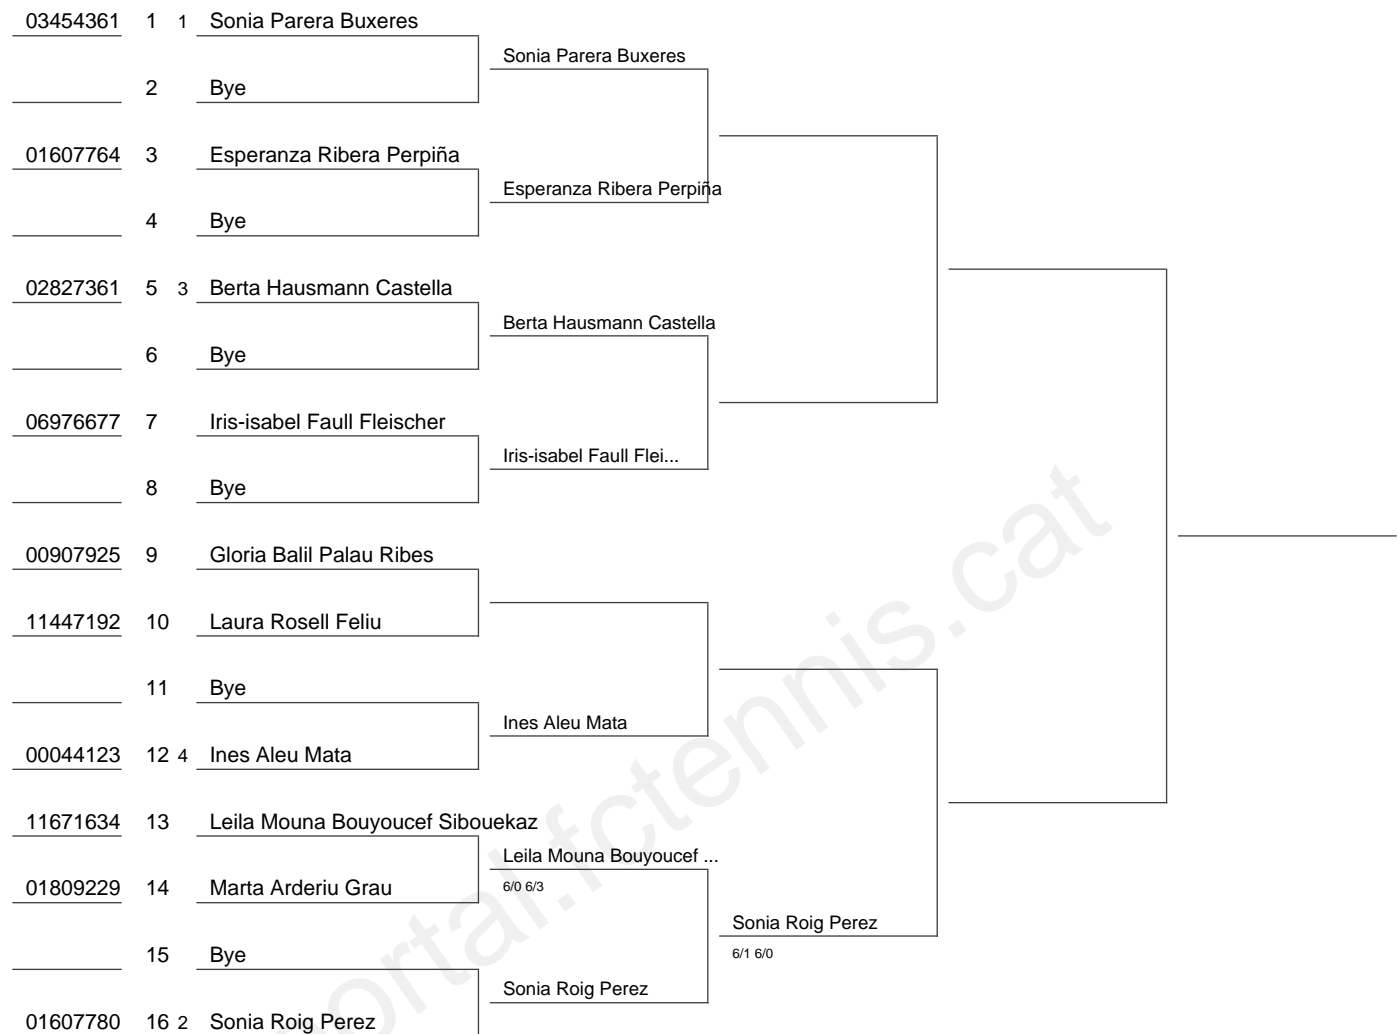 03454361 1 1 Sonia Parera Buxeres
Sonia Parera Buxeres
2 Bye
01607764 3 Esperanza Ribera Perpiña
Esperanza Ribera Perpiña
4 Bye
02827361 5 3 Berta Hausmann Castella
Berta Hausmann Castella
6 Bye
06976677 7 Iris-isabel Faull Fleischer
Iris-isabel Faull Flei...
8 Bye
00907925 9 Gloria Balil Palau Ribes
11447192 10 Laura Rosell Feliu
11 Bye
Ines Aleu Mata
00044123 12 4 Ines Aleu Mata
11671634 13 Leila Mouna Bouyoucef Sibouekaz
Leila Mouna Bouyoucef ...
01809229 14 Marta Arderiu Grau
6/0 6/3
Sonia Roig Perez
15 Bye
6/1 6/0
Sonia Roig Perez
01607780 16 2 Sonia Roig Perez
ortal.fctennis.cat